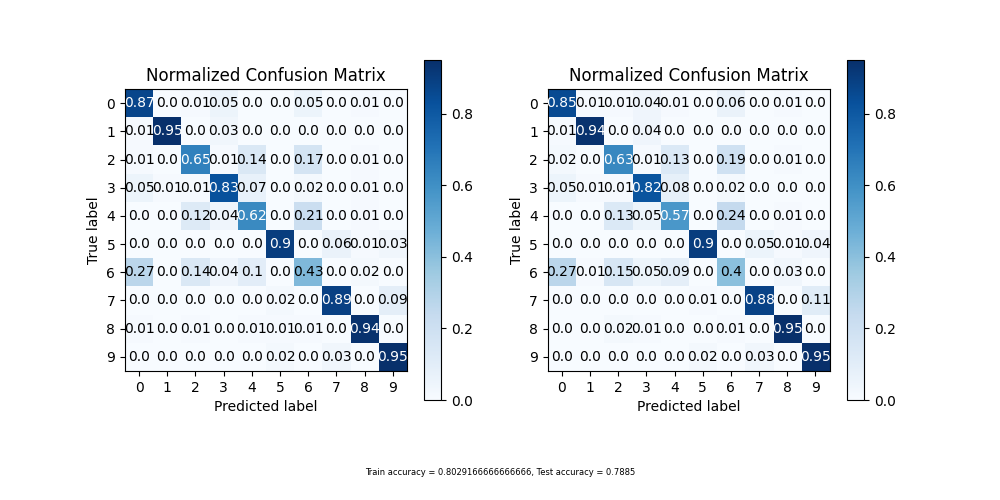 Normalized Confusion Matrix
0 0.87 0.0 0.01 0.05 0.0 0.0 0.05 0.0 0.01 0.0
1 0.01 0.95 0.0 0.03 0.0 0.0 0.0 0.0 0.0 0.0
2 0.01 0.0 0.65 0.01 0.14 0.0 0.17 0.0 0.01 0.0
3 0.05 0.01 0.01 0.83 0.07 0.0 0.02 0.0 0.01 0.0
4 0.0 0.0 0.12 0.04 0.62 0.0 0.21 0.0 0.01 0.0
5 0.0 0.0 0.0 0.0 0.0 0.9 0.0 0.06 0.01 0.03
6 0.27 0.0 0.14 0.04 0.1 0.0 0.43 0.0 0.02 0.0
7 0.0 0.0 0.0 0.0 0.0 0.02 0.0 0.89 0.0 0.09
8 0.01 0.0 0.01 0.0 0.01 0.01 0.01 0.0 0.94 0.0
9 0.0 0.0 0.0 0.0 0.0 0.02 0.0 0.03 0.0 0.95
0 1 2 3 4 5 6 7 8 9
True label
Predicted label
0.8
0.6
0.4
0.2
0.0
Normalized Confusion Matrix
0 0.85 0.01 0.01 0.04 0.01 0.0 0.06 0.0 0.01 0.0
1 0.01 0.94 0.0 0.04 0.0 0.0 0.0 0.0 0.0 0.0
2 0.02 0.0 0.63 0.01 0.13 0.0 0.19 0.0 0.01 0.0
3 0.05 0.01 0.01 0.82 0.08 0.0 0.02 0.0 0.01 0.0
4 0.0 0.0 0.13 0.05 0.57 0.0 0.24 0.0 0.01 0.0
5 0.0 0.0 0.0 0.0 0.0 0.9 0.0 0.05 0.01 0.04
6 0.27 0.01 0.15 0.05 0.09 0.0 0.4 0.0 0.03 0.0
7 0.0 0.0 0.0 0.0 0.0 0.01 0.0 0.88 0.0 0.11
8 0.0 0.0 0.02 0.01 0.0 0.0 0.01 0.0 0.95 0.0
9 0.0 0.0 0.0 0.0 0.0 0.02 0.0 0.03 0.0 0.95
0 1 2 3 4 5 6 7 8 9
True label
Predicted label
0.8
0.6
0.4
0.2
0.0
Train accuracy = 0.8029166666666666, Test accuracy = 0.7885